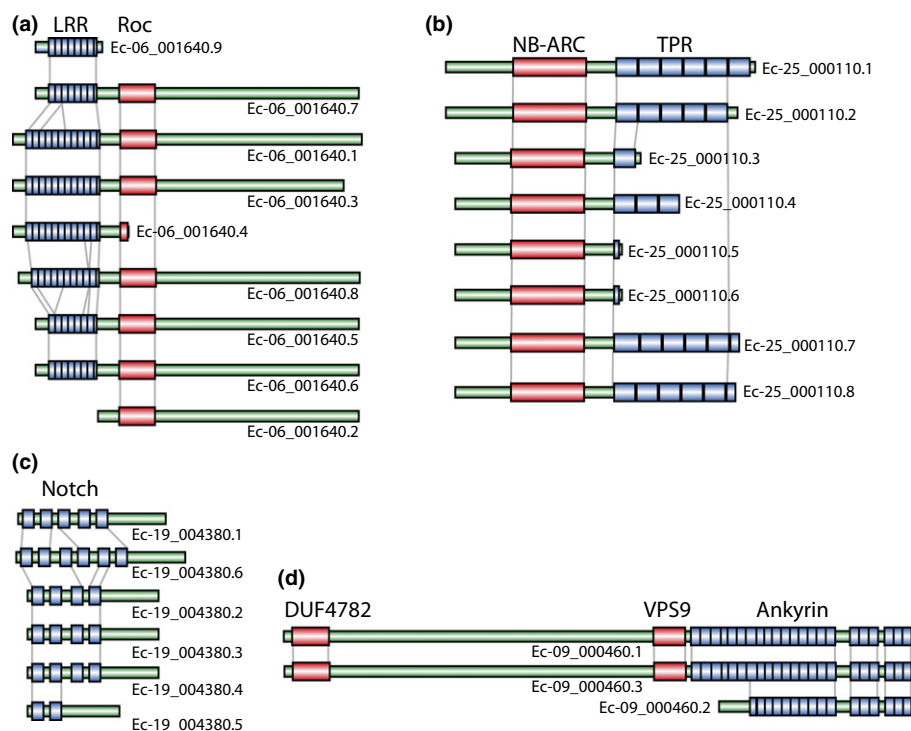 (a)
LRR Roc
Ec-06_001640.9
Ec-06_001640.7
Ec-06_001640.1
Ec-06_001640.3
Ec-06_001640.4
Ec-06_001640.8
Ec-06_001640.5
Ec-06_001640.6
Ec-06_001640.2
(b)
NB-ARC TPR
Ec-25_000110.1
Ec-25_000110.2
Ec-25_000110.3
Ec-25_000110.4
Ec-25_000110.5
Ec-25_000110.6
Ec-25_000110.7
Ec-25_000110.8
(c)
Notch
Ec-19_004380.1
Ec-19_004380.6
Ec-19_004380.2
Ec-19_004380.3
Ec-19_004380.4
Ec-19_004380.5
(d)
DUF4782 VPS9 Ankyrin
Ec-09_000460.1
Ec-09_000460.3
Ec-09_000460.2